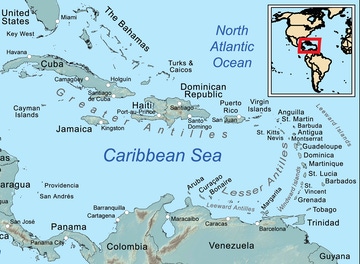 United
States
Key West
The Bahamas
North
Atlantic
Ocean
Havana
Cuba
Camagüey
Holguín
Santiago
de Cuba
Turks &
Caicos
Cayman
Islands
Greater Antilles
Haiti
Port-au-Prince
Dominican
Republic
Santiago
Santo
Domingo
Puerto
Rico
San Juan
Virgin
Islands
Jamaica
Kingston
Anguilla
St. Martin
Leeward Islands
Barbuda
St. Kitts
Nevis
Antigua
Montserrat
Guadeloupe
Dominica
Martinique
St. Lucia
Barbados
St. Vincent
Grenada
Tobago
Trinidad
Caribbean Sea
Lesser Antilles
Windward Islands
Aruba
Curaçao
Bonaire
Leeward Antilles
Margarita
Providencia
San Andrés
Nicaragua
San José
Rica
Panama
Panama City
Barranquilla
Cartagena
Maracaibo
Caracas
Barcelona
Colombia
Venezuela
Guyana